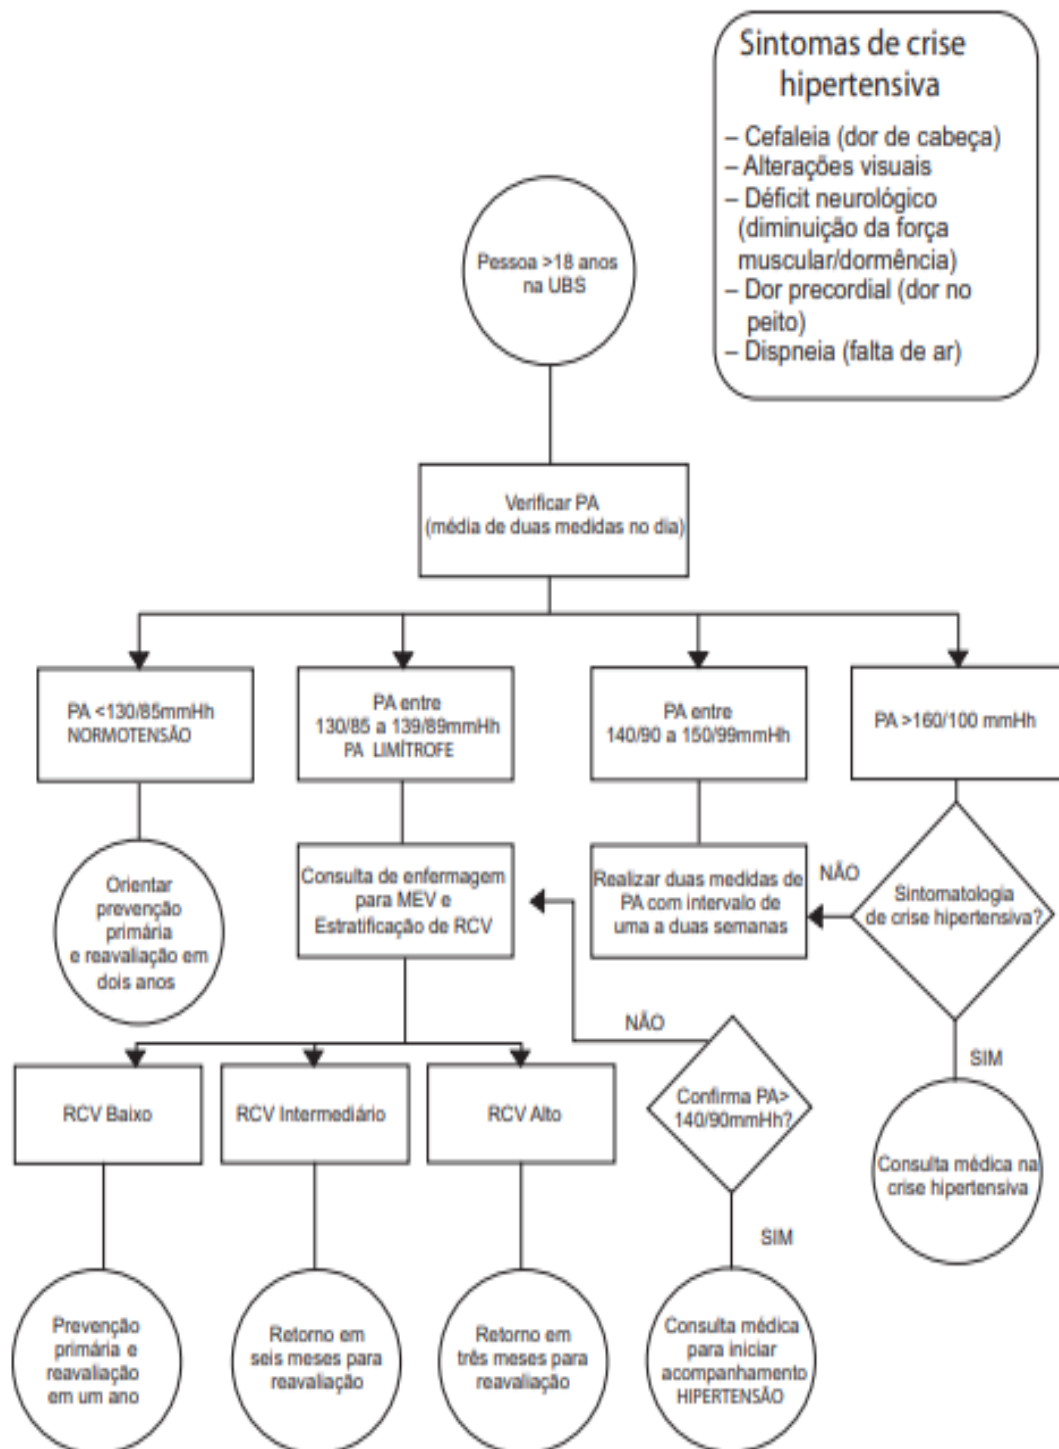 Sintomas de crise
hipertensiva
– Cefaleia (dor de cabeça)
– Alterações visuais
– Déficit neurológico
(diminuição da força
muscular/dormência)
– Dor precordial (dor no
peito)
– Dispneia (falta de ar)
Pessoa >18 anos
na UBS
Verificar PA
(média de duas medidas no dia)
PA <130/85mmHh
NORMOTENSÃO
PA entre
130/85 a 139/89mmHh
PA LIMÍTROFE
PA entre
140/90 a 150/99mmHh
PA >160/100 mmHh
Orientar
prevenção
primária
e reavaliação em
dois anos
Consulta de enfermagem
para MEV e
Estratificação de RCV
Realizar duas medidas de
PA com intervalo de
uma a duas semanas
NÃO
Sintomatologia
de crise hipertensiva?
NÃO
SIM
RCV Baixo
RCV Intermediário
RCV Alto
Confirma PA>
140/90mmHh?
Consulta médica na
crise hipertensiva
SIM
Prevenção
primária e
reavaliação
em um ano
Retorno em
seis meses para
reavaliação
Retorno em
três meses para
reavaliação
Consulta médica
para iniciar
acompanhamento
HIPERTENSÃO